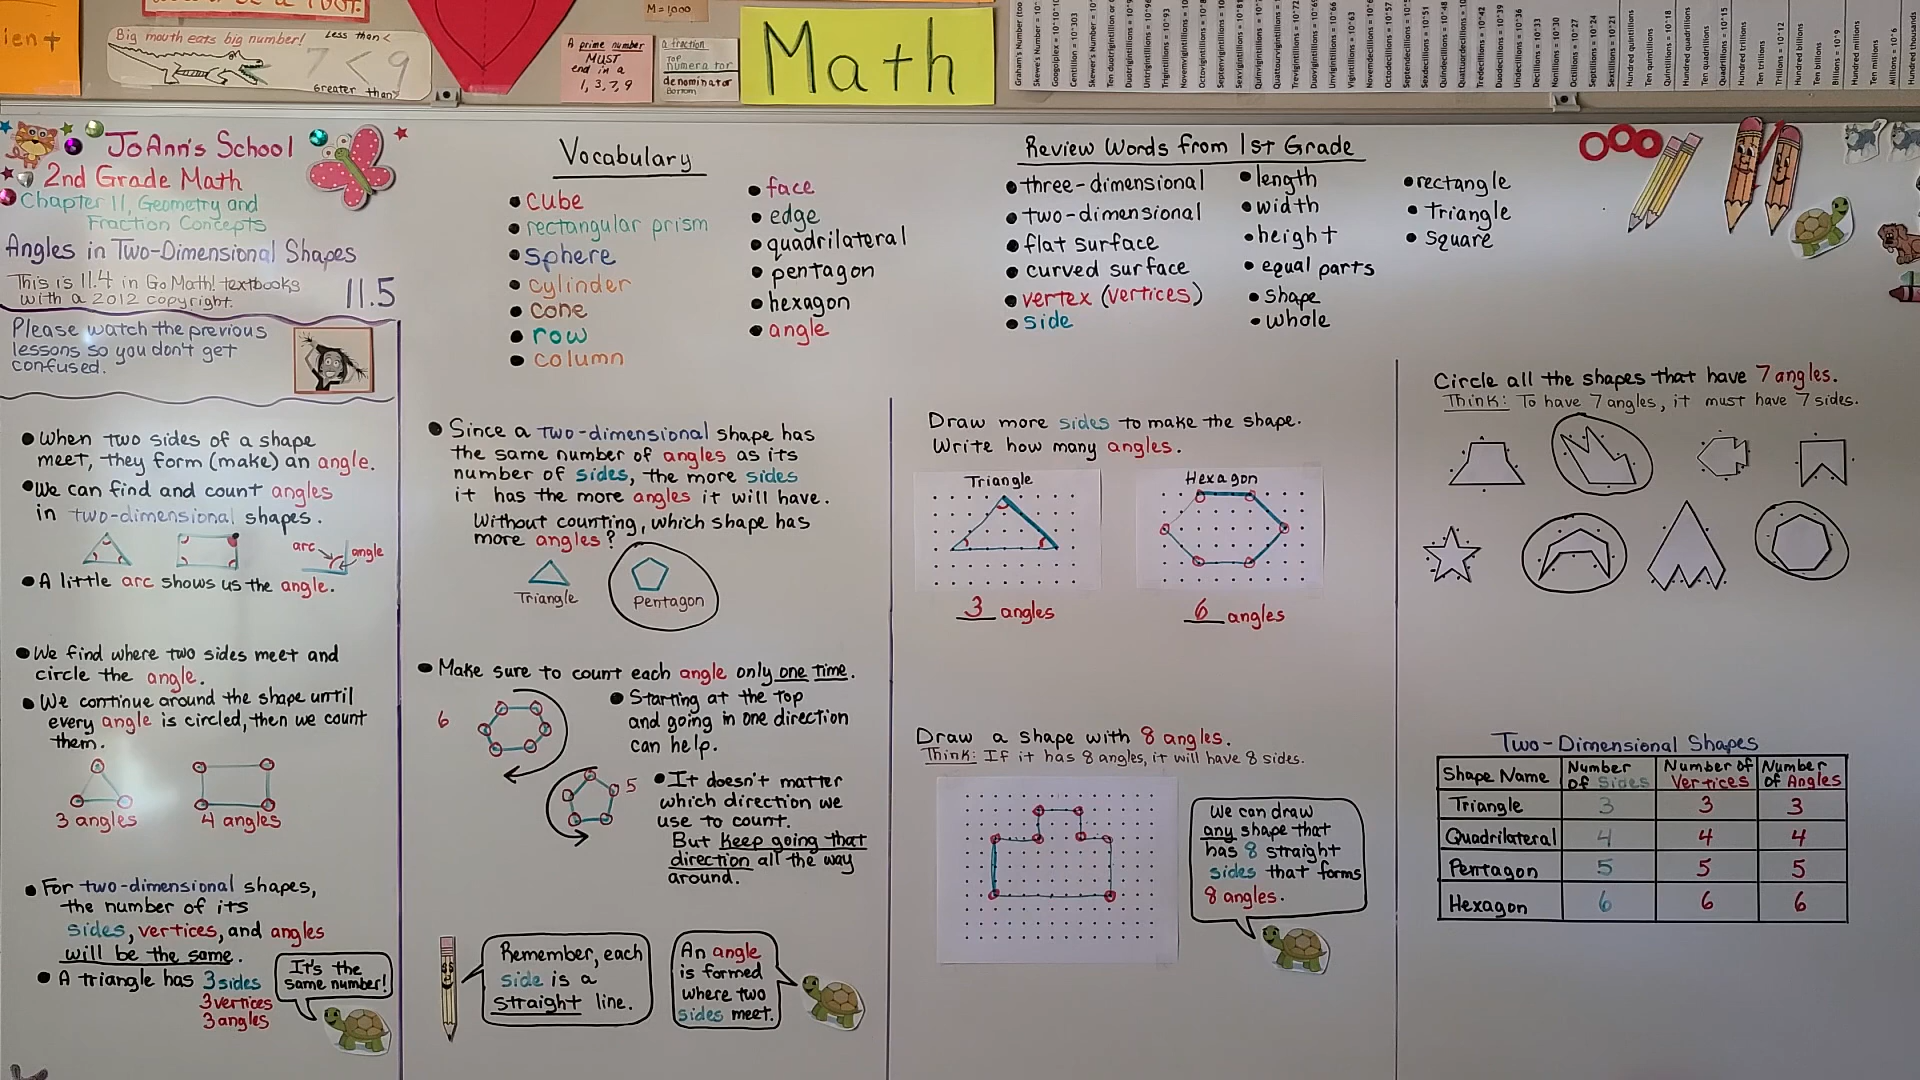 ient
Big mouth eats big number!
Less than <
7 < 9
Greater than >
M = 1,000
A prime number
MUST
end in a
1, 3, 7, 9
a fraction
TOP
numerator
denominator
Bottom
Math
JoAnn's School
2nd Grade Math
Chapter 11, Geometry and
Fraction Concepts
Angles in Two-Dimensional Shapes
This is 11.4 in Go Math! textbooks
with a 2012 copyright.
11.5
Please watch the previous
lessons so you don't get
confused.
Vocabulary
cube
rectangular prism
sphere
cylinder
cone
row
column
face
edge
quadrilateral
pentagon
hexagon
angle
Review Words from 1st Grade
three-dimensional
two-dimensional
flat surface
curved surface
vertex (vertices)
side
length
width
height
equal parts
shape
whole
rectangle
Triangle
Square
When two sides of a shape
meet, they form (make) an angle.
We can find and count angles
in two-dimensional shapes.
arc
angle
A little arc shows us the angle.
We find where two sides meet and
circle the angle.
We continue around the shape until
every angle is circled, then we count
them.
3 angles
4 angles
For two-dimensional shapes,
the number of its
sides, vertices, and angles
will be the same.
A triangle has 3 sides
3 vertices
3 angles
It's the
same number!
Since a two-dimensional shape has
the same number of angles as its
number of sides, the more sides
it has the more angles it will have.
Without counting, which shape has
more angles?
Triangle
Pentagon
Make sure to count each angle only one time.
6
Starting at the top
and going in one direction
can help.
5
It doesn't matter
which direction we
use to count.
But keep going that
direction all the way
around.
Remember, each
side is a
straight line.
An angle
is formed
where two
sides meet.
Draw more sides to make the shape.
Write how many angles.
Triangle
Hexagon
3 angles
6 angles
Draw a shape with 8 angles.
Think: If it has 8 angles, it will have 8 sides.
We can draw
any shape that
has 8 straight
sides that forms
8 angles.
Circle all the shapes that have 7 angles.
Think: To have 7 angles, it must have 7 sides.
Two-Dimensional Shapes
Shape Name Number of Sides Number of Vertices Number of Angles
Triangle 3 3 3
Quadrilateral 4 4 4
Pentagon 5 5 5
Hexagon 6 6 6